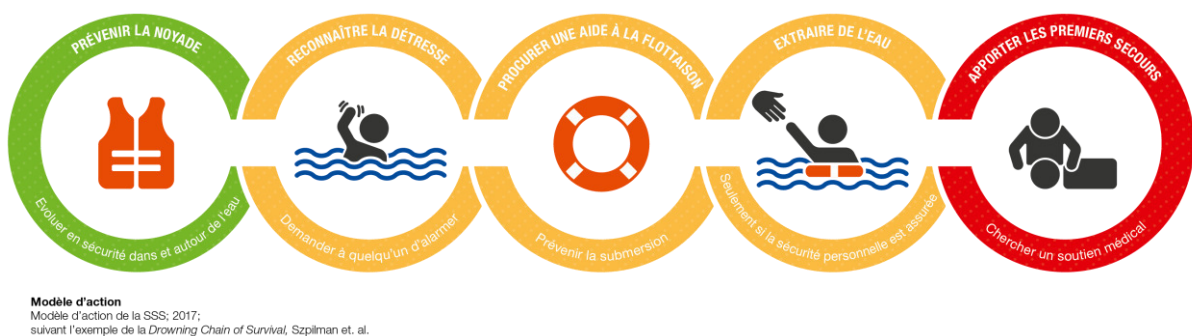 PRÉVENIR LA NOYADE
Evoluer en sécurité dans et autour de l'eau
RECONNAÎTRE LA DÉTRESSE
Demander à quelqu'un d'alarmer
PROCURER UNE AIDE À LA FLOTTAISON
Prévenir la submersion
EXTRAIRE DE L'EAU
Seulement si la sécurité personnelle est assurée
APPORTER LES PREMIERS SECOURS
Chercher un soutien médical
Modèle d'action
Modèle d'action de la SSS; 2017;
suivant l'exemple de la Drowning Chain of Survival, Szpilman et. al.